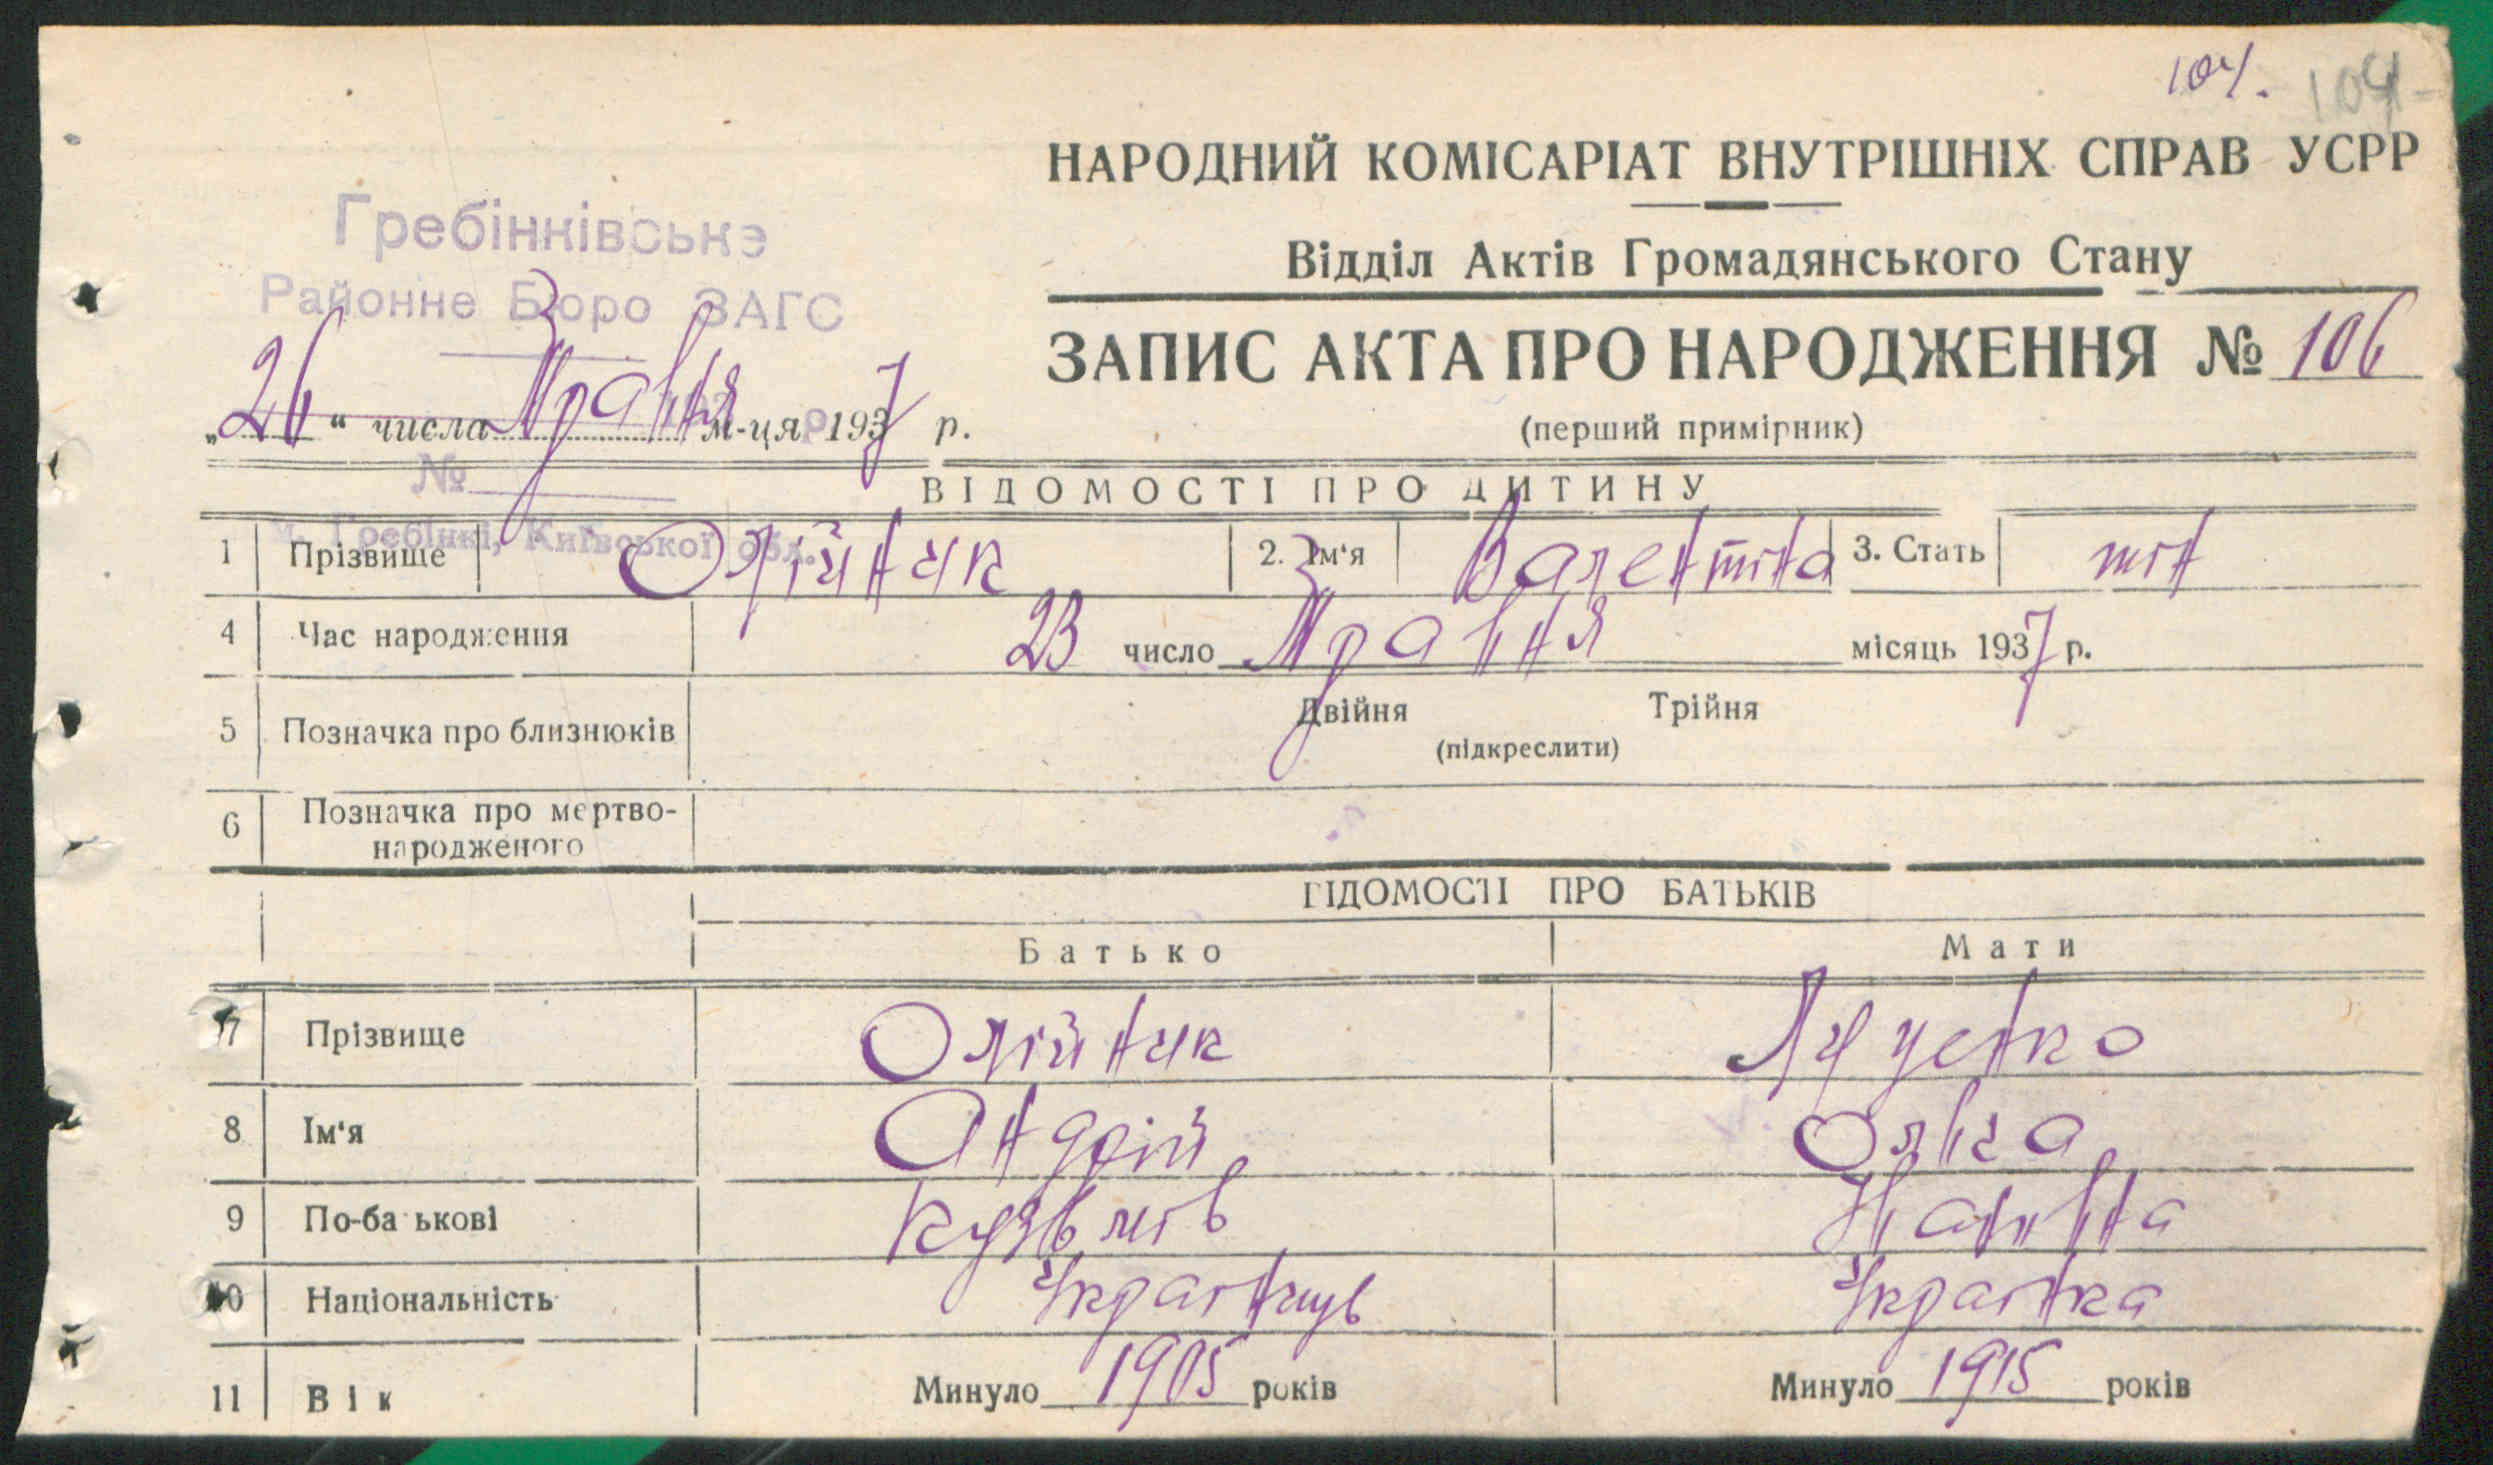 104. 104
НАРОДНИЙ КОМІСАРІАТ ВНУТРІШНІХ СПРАВ УСРР
Відділ Актів Громадянського Стану
Гребінківське
Районне Бюро ЗАГС
ЗАПИС АКТА ПРО НАРОДЖЕННЯ № 106
„26“ числа Травня м-ця 1937 р.
(перший примірник)
№
м. Гребінкі, Київської обл.
ВІДОМОСТІ ПРО ДИТИНУ
1 Прізвище Олійник 2. Ім‘я Валентина 3. Стать жін
4 Час народження 23 число Травня місяць 1937 р.
5 Позначка про близнюків Двійня Трійня
(підкреслити)
6 Позначка про мертво-
народженого
ВІДОМОСТІ ПРО БАТЬКІВ
Батько Мати
7 Прізвище Олійник
8 Ім‘я Андрій Ольга
9 По-батькові Кузьмів
10 Національність Українець Українка
11 Вік Минуло 1905 років Минуло 1915 років